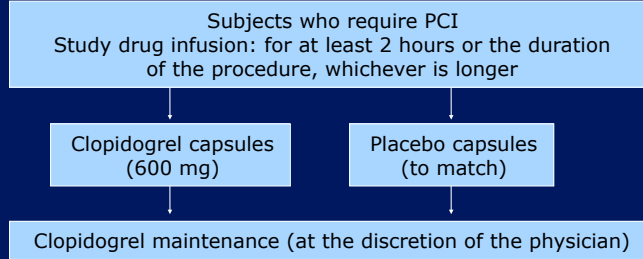 Subjects who require PCI
Study drug infusion: for at least 2 hours or the duration
of the procedure, whichever is longer
Clopidogrel capsules
(600 mg)
Placebo capsules
(to match)
Clopidogrel maintenance (at the discretion of the physician)